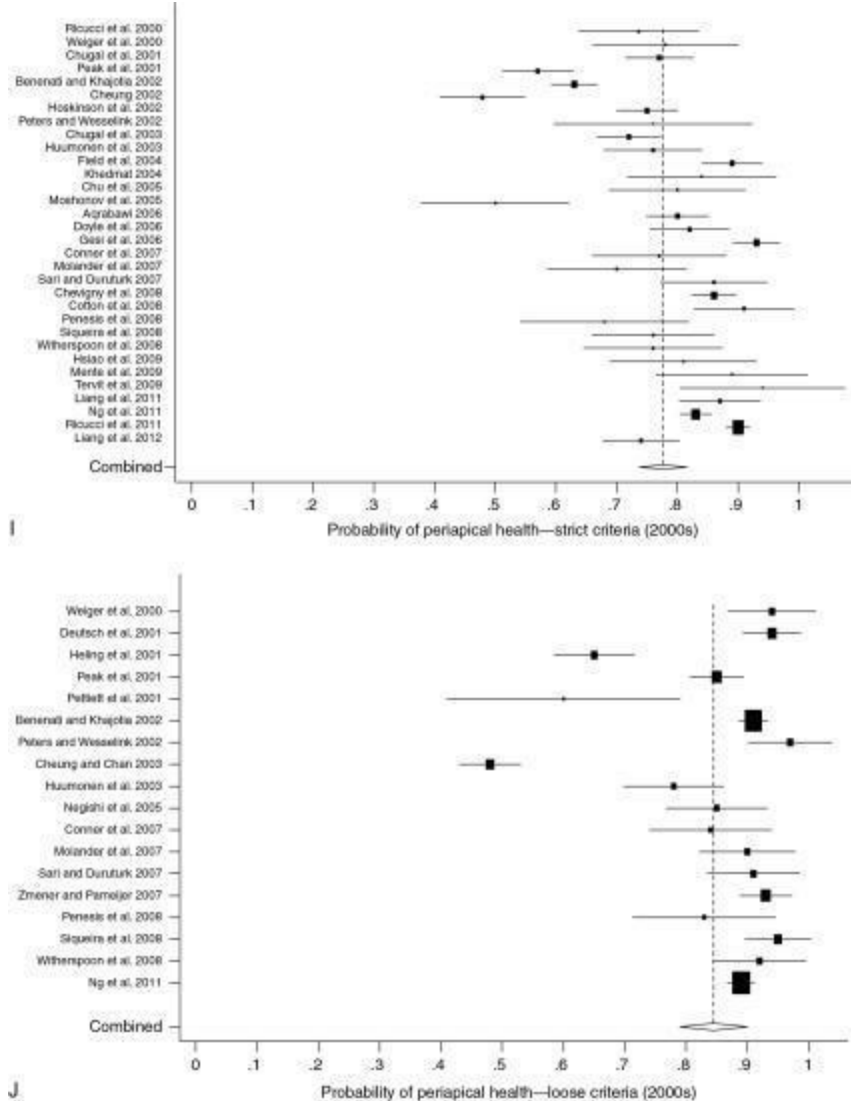 Ricucci et al. 2000
Weiger et al. 2000
Chugal et al. 2001
Peak et al. 2001
Benenati and Khajotia 2002
Cheung 2002
Hoskinson et al. 2002
Peters and Wesselink 2002
Chugal et al. 2003
Huumonen et al. 2003
Field et al. 2004
Khedmat 2004
Chu et al. 2005
Moshonov et al. 2005
Aqrabawi 2006
Doyle et al. 2006
Gesi et al. 2006
Conner et al. 2007
Molander et al. 2007
Sari and Duruturk 2007
Chevigny et al. 2008
Cotton et al. 2008
Penesis et al. 2008
Siqueira et al. 2008
Witherspoon et al. 2008
Hsiao et al. 2009
Mente et al. 2009
Tervit et al. 2009
Liang et al. 2011
Ng et al. 2011
Ricucci et al. 2011
Liang et al. 2012
Combined
0 .1 .2 .3 .4 .5 .6 .7 .8 .9 1
I Probability of periapical health—strict criteria (2000s)
Weiger et al. 2000
Deutsch et al. 2001
Heling et al. 2001
Peak et al. 2001
Pettiett et al. 2001
Benenati and Khajotia 2002
Peters and Wesselink 2002
Cheung and Chan 2003
Huumonen et al. 2003
Negishi et al. 2005
Conner et al. 2007
Molander et al. 2007
Sari and Duruturk 2007
Zmener and Pameijer 2007
Penesis et al. 2008
Siqueira et al. 2008
Witherspoon et al. 2008
Ng et al. 2011
Combined
0 .1 .2 .3 .4 .5 .6 .7 .8 .9 1
J Probability of periapical health—loose criteria (2000s)